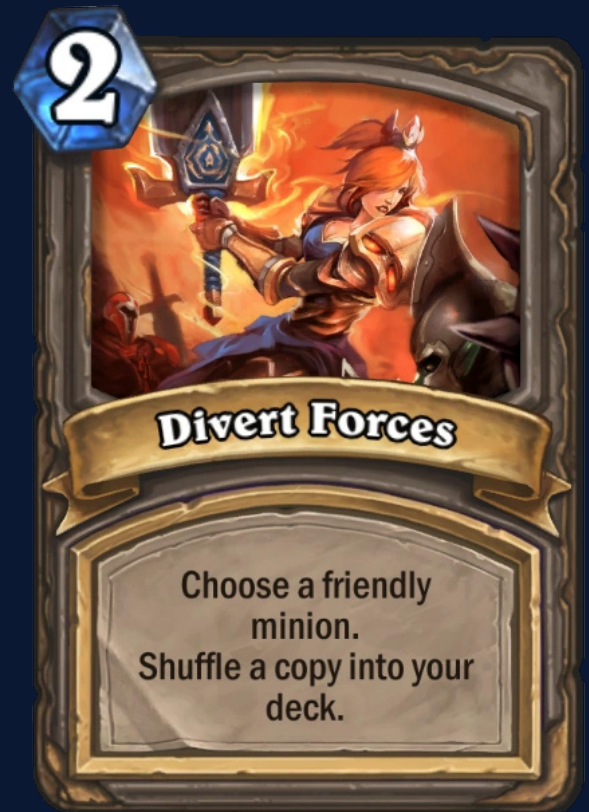 2
Divert Forces
Choose a friendly
minion.
Shuffle a copy into your
deck.